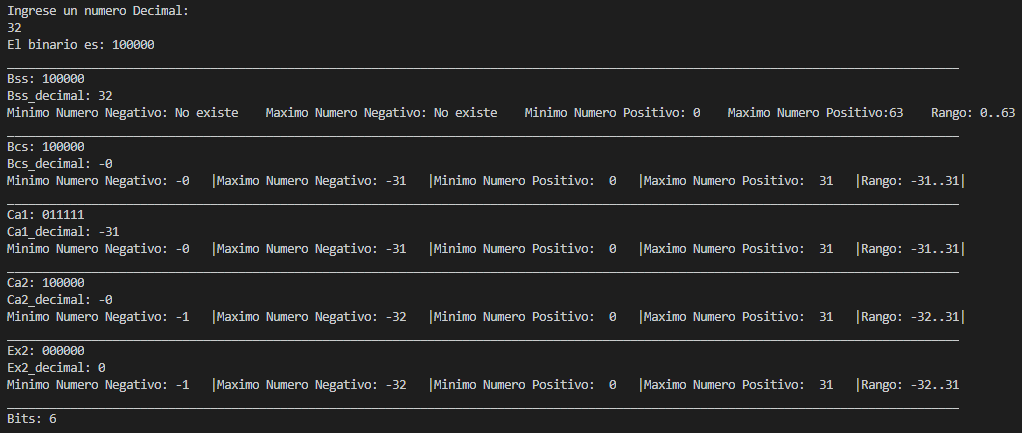 Ingrese un numero Decimal:
32
El binario es: 100000
Bss: 100000
Bss_decimal: 32
Minimo Numero Negativo: No existe    Maximo Numero Negativo: No existe    Minimo Numero Positivo: 0    Maximo Numero Positivo:63    Rango: 0..63
Bcs: 100000
Bcs_decimal: -0
Minimo Numero Negativo: -0   |Maximo Numero Negativo: -31   |Minimo Numero Positivo:  0   |Maximo Numero Positivo:  31   |Rango: -31..31|
Ca1: 011111
Ca1_decimal: -31
Minimo Numero Negativo: -0   |Maximo Numero Negativo: -31   |Minimo Numero Positivo:  0   |Maximo Numero Positivo:  31   |Rango: -31..31|
Ca2: 100000
Ca2_decimal: -0
Minimo Numero Negativo: -1   |Maximo Numero Negativo: -32   |Minimo Numero Positivo:  0   |Maximo Numero Positivo:  31   |Rango: -32..31|
Ex2: 000000
Ex2_decimal: 0
Minimo Numero Negativo: -1   |Maximo Numero Negativo: -32   |Minimo Numero Positivo:  0   |Maximo Numero Positivo:  31   |Rango: -32..31
Bits: 6